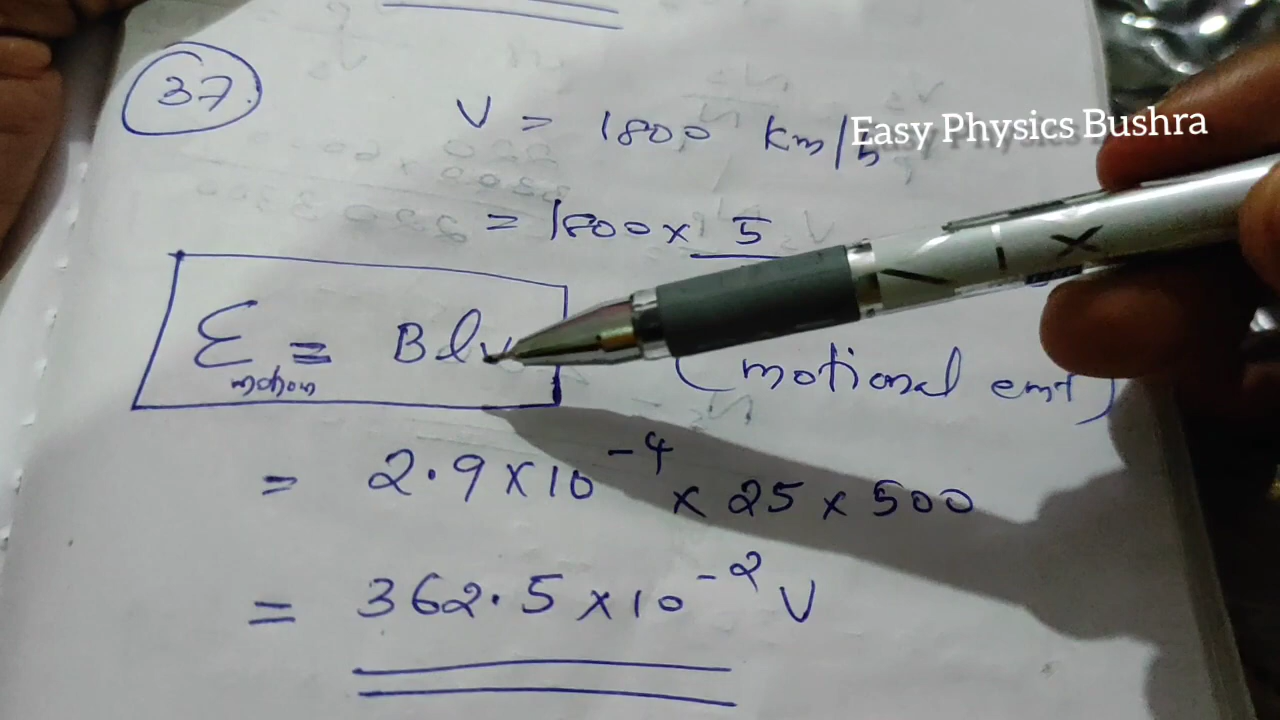 37.
V = 1800 Km/h
Easy Physics Bushra
= 1800 x 5
Ɛ motion = Blv
(motional emf)
= 2.9 x 10⁻⁴ x 25 x 500
= 362.5 x 10⁻² V